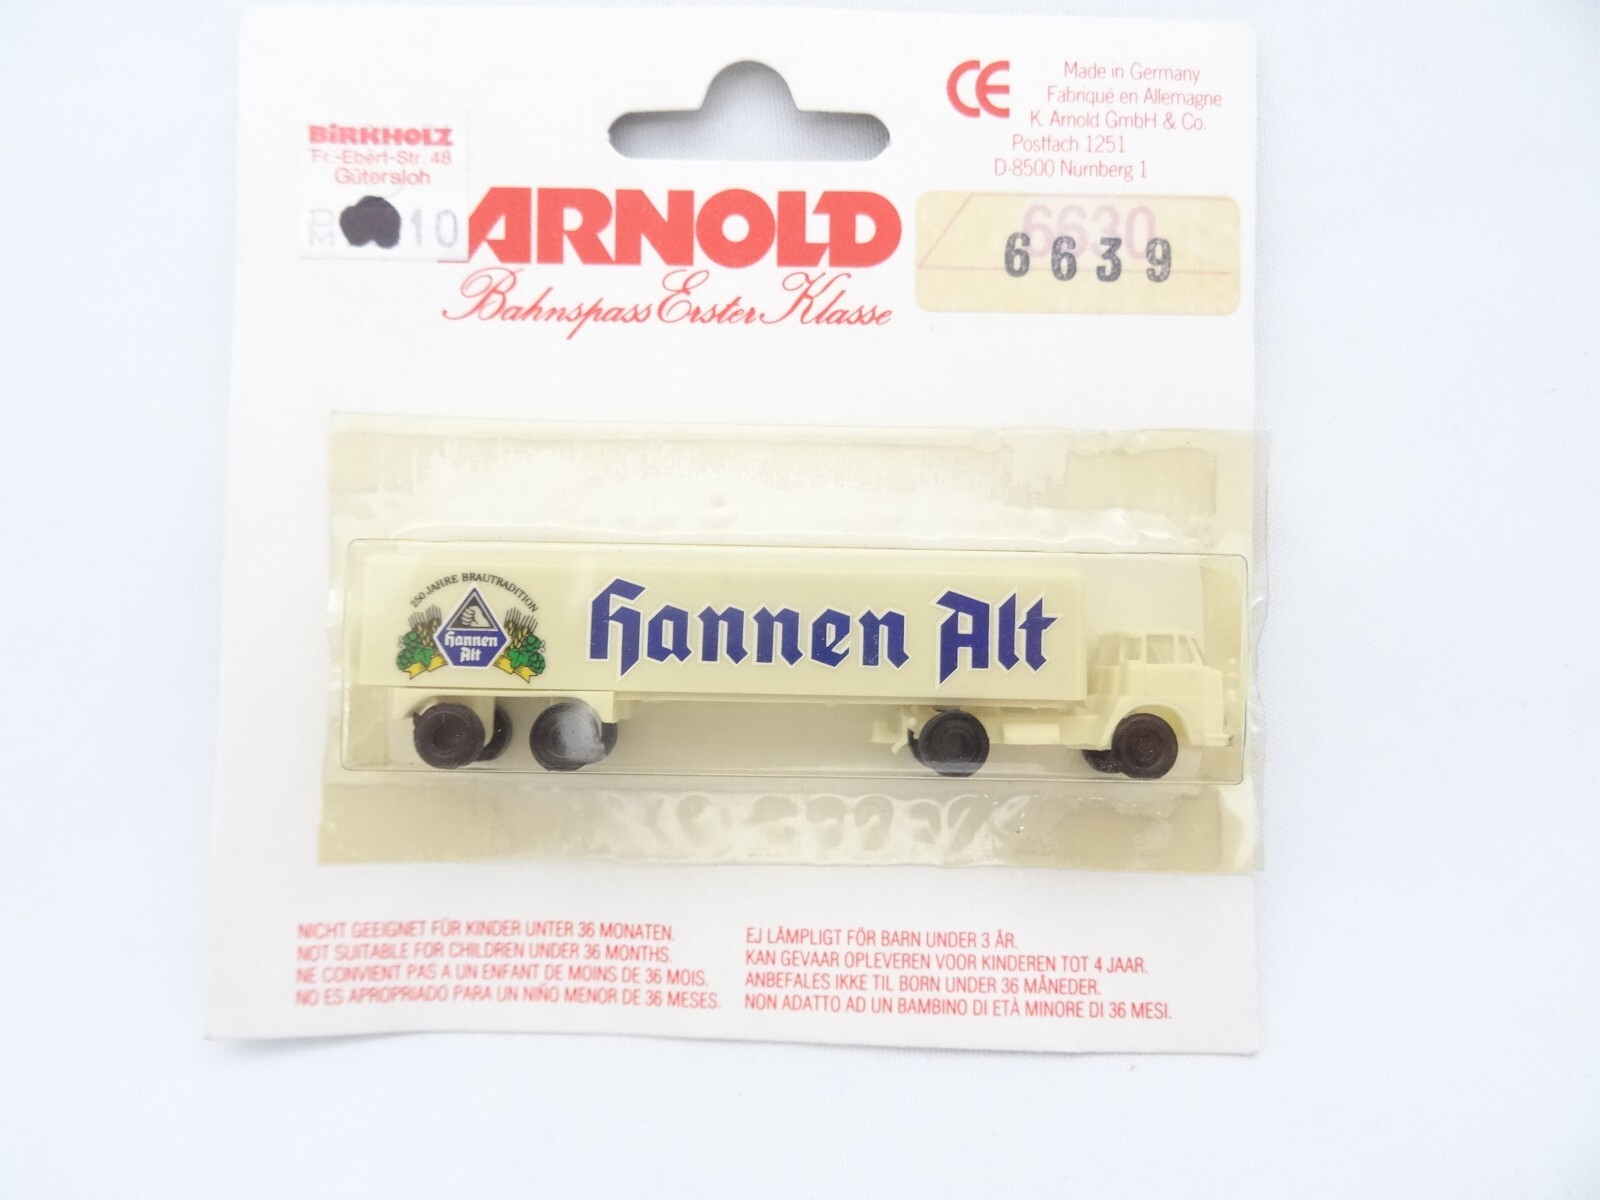 BIRKHOLZ
Fr.-Ebert-Str. 48
Gütersloh
DM 10
CE
Made in Germany
Fabriqué en Allemagne
K. Arnold GmbH & Co.
Postfach 1251
D-8500 Nurnberg 1
ARNOLD
Bahnspass Erster Klasse
6630
6639
250 JAHRE BRAUTRADITION
Hannen
Alt
Hannen Alt
NICHT GEEIGNET FÜR KINDER UNTER 36 MONATEN.
NOT SUITABLE FOR CHILDREN UNDER 36 MONTHS.
NE CONVIENT PAS A UN ENFANT DE MOINS DE 36 MOIS.
NO ES APROPRIADO PARA UN NIÑO MENOR DE 36 MESES.
EJ LÄMPLIGT FÖR BARN UNDER 3 ÅR.
KAN GEVAAR OPLEVEREN VOOR KINDEREN TOT 4 JAAR.
ANBEFALES IKKE TIL BORN UNDER 36 MÅNEDER.
NON ADATTO AD UN BAMBINO DI ETÀ MINORE DI 36 MESI.